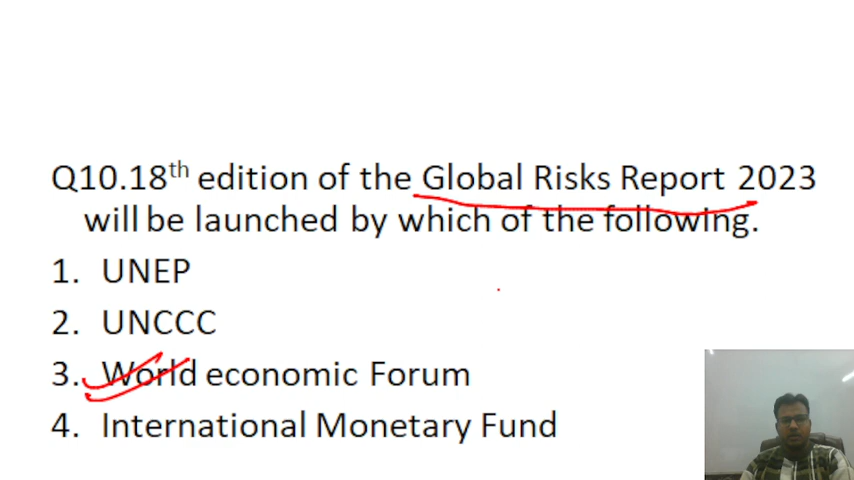 Q10.18th edition of the Global Risks Report 2023
will be launched by which of the following.
1. UNEP
2. UNCCC
3. World economic Forum
4. International Monetary Fund